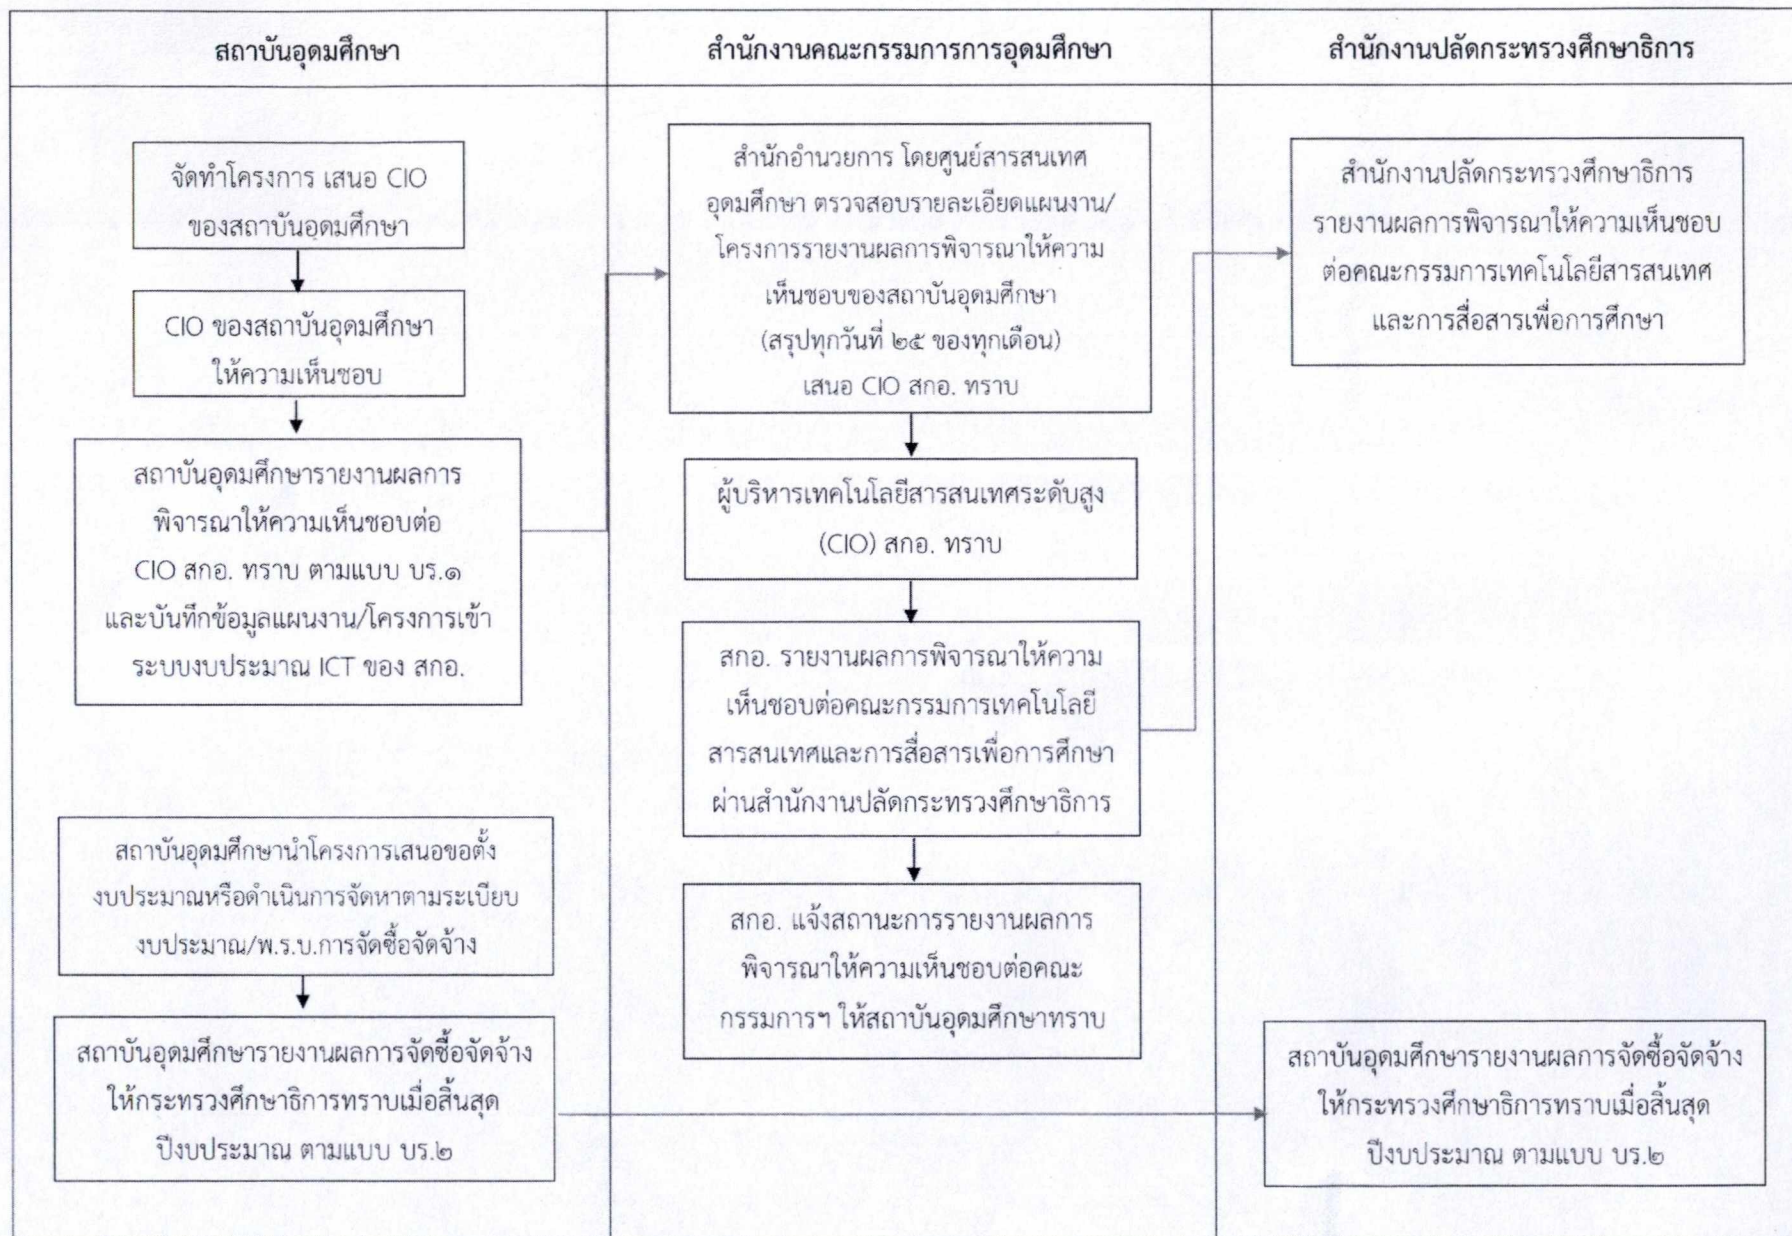 สถาบันอุดมศึกษา
สำนักงานคณะกรรมการการอุดมศึกษา
สำนักงานปลัดกระทรวงศึกษาธิการ
จัดทำโครงการ เสนอ CIO
ของสถาบันอุดมศึกษา
CIO ของสถาบันอุดมศึกษา
ให้ความเห็นชอบ
สถาบันอุดมศึกษารายงานผลการ
พิจารณาให้ความเห็นชอบต่อ
CIO สกอ. ทราบ ตามแบบ บร.๑
และบันทึกข้อมูลแผนงาน/โครงการเข้า
ระบบงบประมาณ ICT ของ สกอ.
สถาบันอุดมศึกษานำโครงการเสนอขอตั้ง
งบประมาณหรือดำเนินการจัดหาตามระเบียบ
งบประมาณ/พ.ร.บ.การจัดซื้อจัดจ้าง
สถาบันอุดมศึกษารายงานผลการจัดซื้อจัดจ้าง
ให้กระทรวงศึกษาธิการทราบเมื่อสิ้นสุด
ปีงบประมาณ ตามแบบ บร.๒
สำนักอำนวยการ โดยศูนย์สารสนเทศ
อุดมศึกษา ตรวจสอบรายละเอียดแผนงาน/
โครงการรายงานผลการพิจารณาให้ความ
เห็นชอบของสถาบันอุดมศึกษา
(สรุปทุกวันที่ ๒๕ ของทุกเดือน)
เสนอ CIO สกอ. ทราบ
ผู้บริหารเทคโนโลยีสารสนเทศระดับสูง
(CIO) สกอ. ทราบ
สกอ. รายงานผลการพิจารณาให้ความ
เห็นชอบต่อคณะกรรมการเทคโนโลยี
สารสนเทศและการสื่อสารเพื่อการศึกษา
ผ่านสำนักงานปลัดกระทรวงศึกษาธิการ
สกอ. แจ้งสถานะการรายงานผลการ
พิจารณาให้ความเห็นชอบต่อคณะ
กรรมการฯ ให้สถาบันอุดมศึกษาทราบ
สำนักงานปลัดกระทรวงศึกษาธิการ
รายงานผลการพิจารณาให้ความเห็นชอบ
ต่อคณะกรรมการเทคโนโลยีสารสนเทศ
และการสื่อสารเพื่อการศึกษา
สถาบันอุดมศึกษารายงานผลการจัดซื้อจัดจ้าง
ให้กระทรวงศึกษาธิการทราบเมื่อสิ้นสุด
ปีงบประมาณ ตามแบบ บร.๒